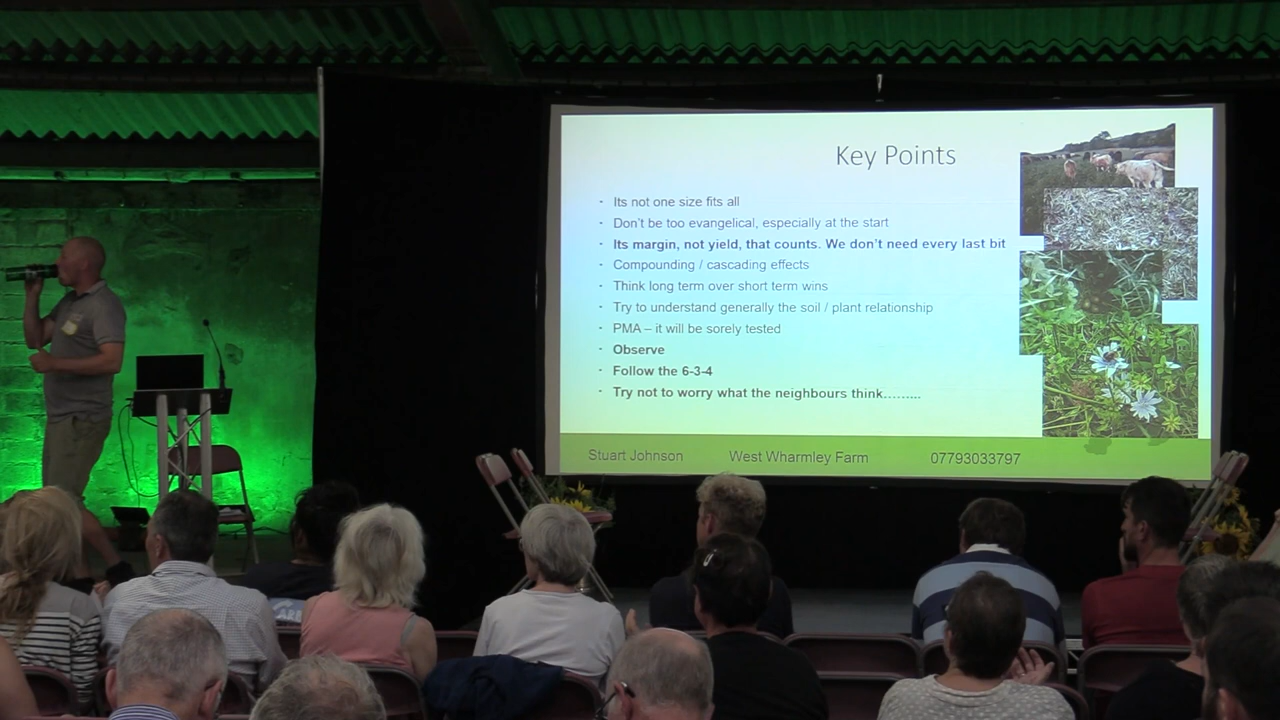 Key Points
- Its not one size fits all
- Don't be too evangelical, especially at the start
- Its margin, not yield, that counts. We don't need every last bit
- Compounding / cascading effects
- Think long term over short term wins
- Try to understand generally the soil / plant relationship
- PMA – it will be sorely tested
- Observe
- Follow the 6-3-4
- Try not to worry what the neighbours think.........
Stuart Johnson West Wharmley Farm 07793033797